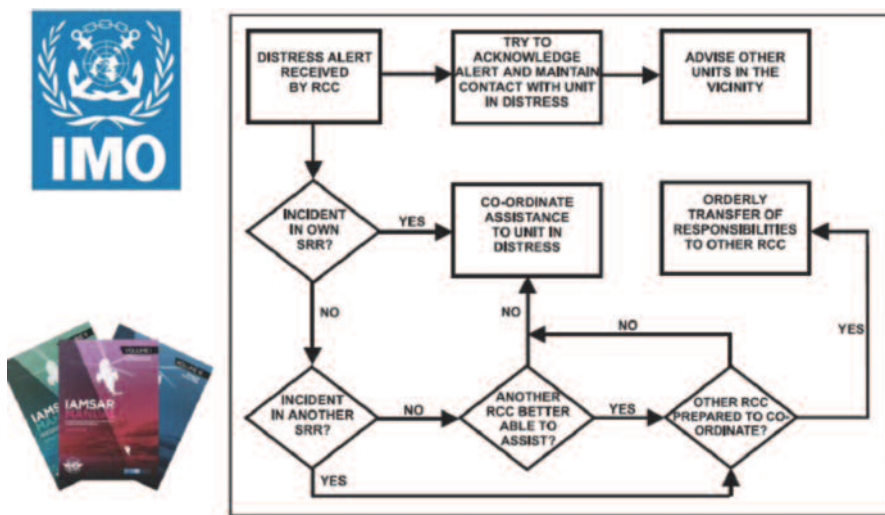 IMO
DISTRESS ALERT
RECEIVED
BY RCC
TRY TO
ACKNOWLEDGE
ALERT AND MAINTAIN
CONTACT WITH UNIT
IN DISTRESS
ADVISE OTHER
UNITS IN THE
VICINITY
INCIDENT
IN OWN
SRR?
YES
CO-ORDINATE
ASSISTANCE
TO UNIT IN
DISTRESS
ORDERLY
TRANSFER OF
RESPONSIBILITIES
TO OTHER RCC
NO
NO
NO
YES
INCIDENT
IN ANOTHER
SRR?
NO
ANOTHER
RCC BETTER
ABLE TO
ASSIST?
YES
OTHER RCC
PREPARED TO CO-
ORDINATE?
YES
IAMSAR
MANUAL